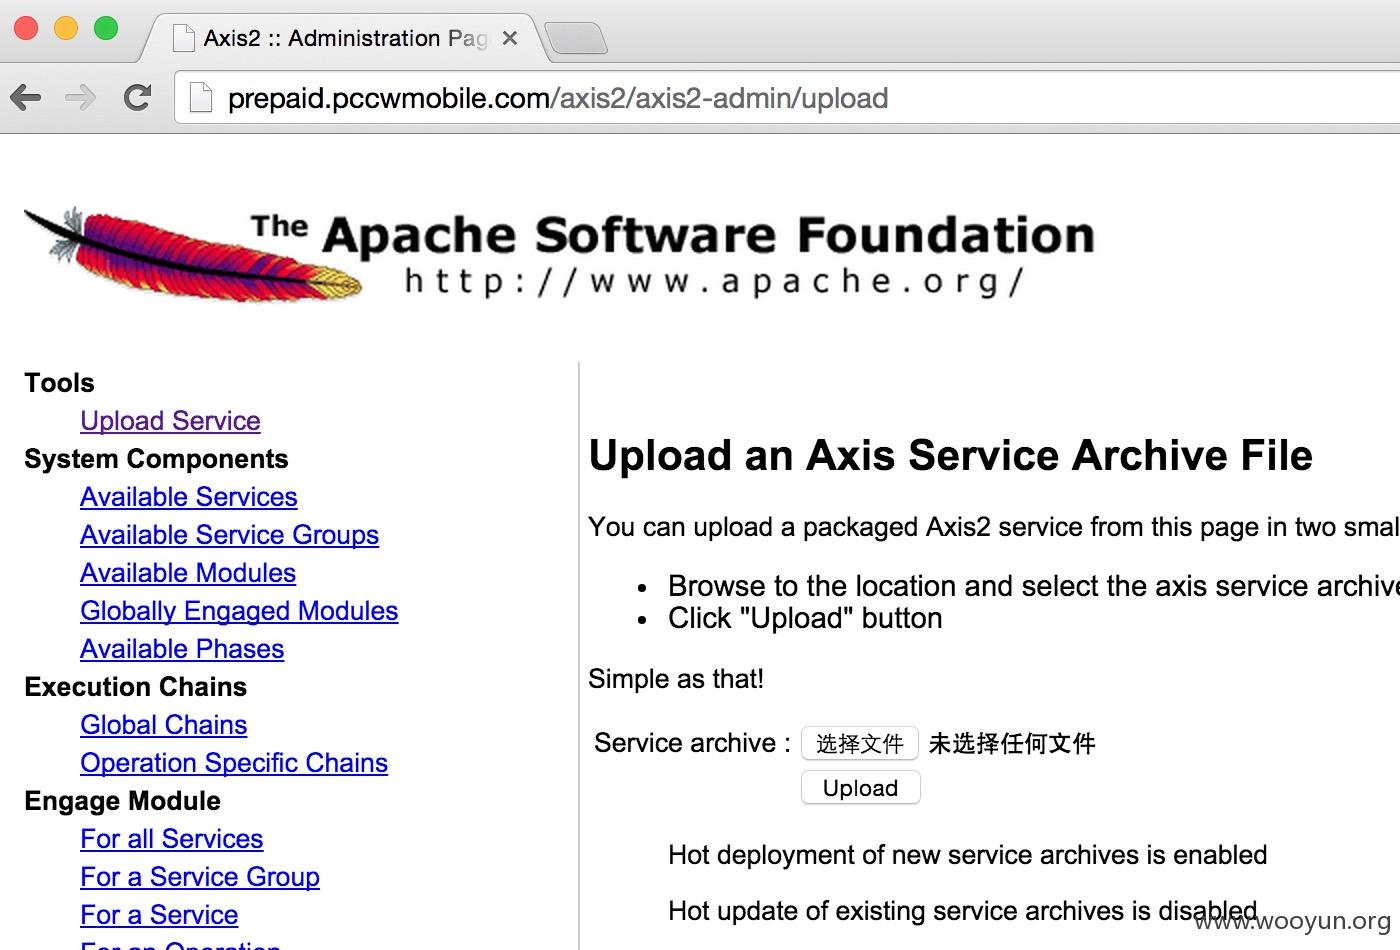 Axis2 :: Administration Pag
prepaid.pccwmobile.com/axis2/axis2-admin/upload
The Apache Software Foundation
http://www.apache.org/
Tools
Upload Service
System Components
Available Services
Available Service Groups
Available Modules
Globally Engaged Modules
Available Phases
Execution Chains
Global Chains
Operation Specific Chains
Engage Module
For all Services
For a Service Group
For a Service
For an Operation
Upload an Axis Service Archive File
You can upload a packaged Axis2 service from this page in two smal
• Browse to the location and select the axis service archive
• Click "Upload" button
Simple as that!
Service archive : 选择文件 未选择任何文件
Upload
Hot deployment of new service archives is enabled
Hot update of existing service archives is disabled
www.wooyun.org